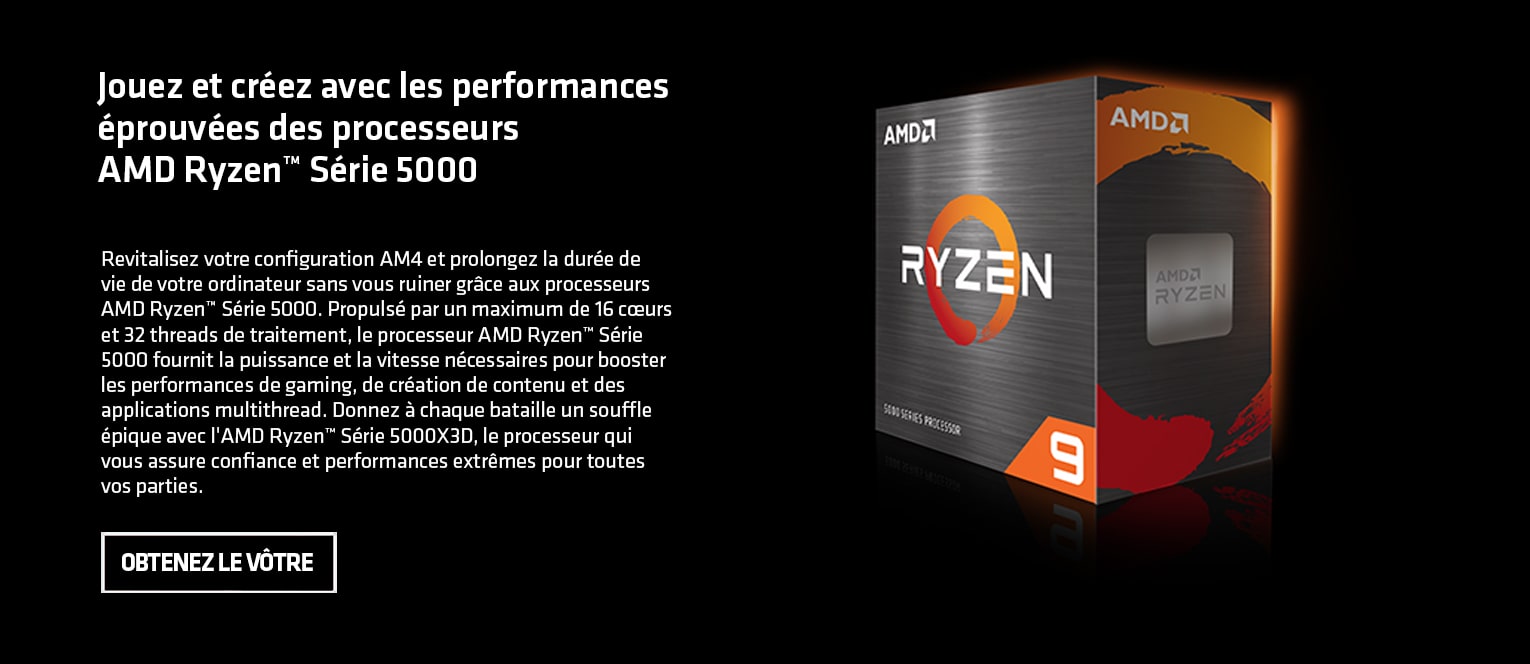 Jouez et créez avec les performances
éprouvées des processeurs
AMD Ryzen™ Série 5000
Revitalisez votre configuration AM4 et prolongez la durée de
vie de votre ordinateur sans vous ruiner grâce aux processeurs
AMD Ryzen™ Série 5000. Propulsé par un maximum de 16 cœurs
et 32 threads de traitement, le processeur AMD Ryzen™ Série
5000 fournit la puissance et la vitesse nécessaires pour booster
les performances de gaming, de création de contenu et des
applications multithread. Donnez à chaque bataille un souffle
épique avec l'AMD Ryzen™ Série 5000X3D, le processeur qui
vous assure confiance et performances extrêmes pour toutes
vos parties.
OBTENEZ LE VÔTRE
AMD
RYZEN
5000 SERIES PROCESSOR
9
AMD
AMD
RYZEN